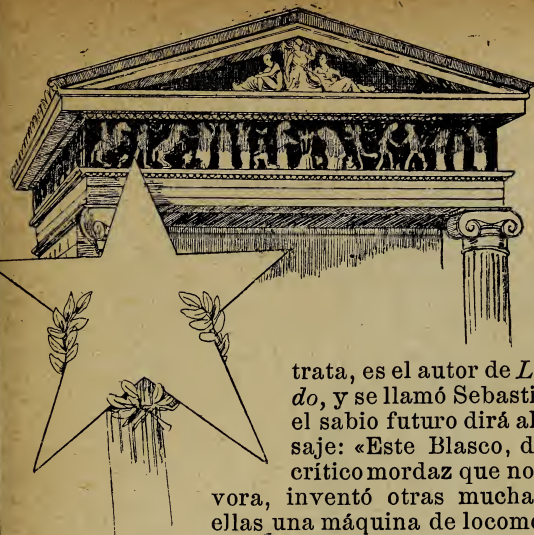 trata, es el autor de L
do, y se llamó Sebasti
el sabio futuro dirá al
saje: «Este Blasco, d
crítico mordaz que no
vora, inventó otras mucha
ellas una máquina de locomo